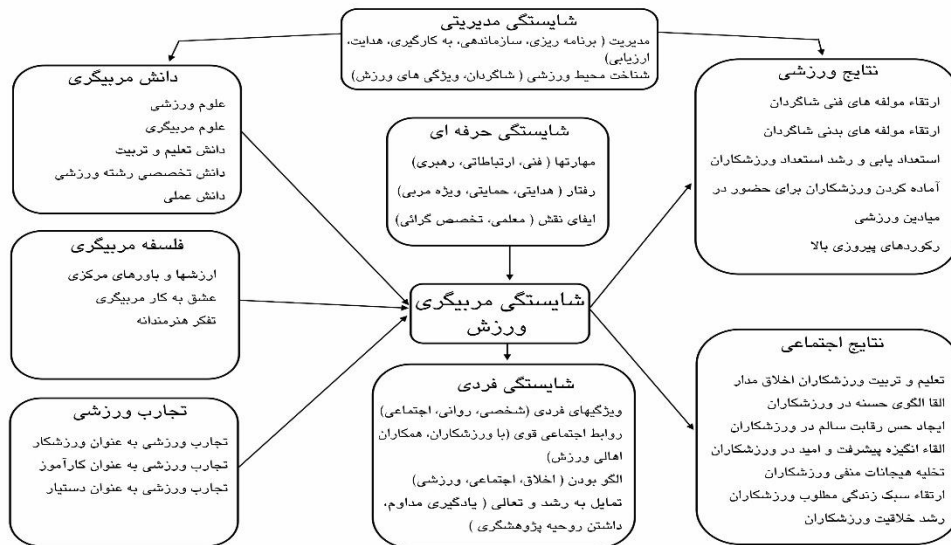 شایستگی مدیریتی
مدیریت ( برنامه ریزی، سازماندهی، به کارگیری، هدایت،
ارزیابی)
شناخت محیط ورزشی ( شاگردان، ویژگی های ورزش)
نتایج ورزشی
ارتقاء مولفه های فنی شاگردان
ارتقاء مولفه های بدنی شاگردان
استعداد یابی و رشد استعداد ورزشکاران
آماده کردن ورزشکاران برای حضور در
میادین ورزشی
رکوردهای پیروزی بالا
دانش مربیگری
علوم ورزشی
علوم مربیگری
دانش تعلیم و تربیت
دانش تخصصی رشته ورزشی
دانش عملی
شایستگی حرفه ای
مهارتها ( فنی، ارتباطاتی، رهبری)
رفتار ( هدایتی، حمایتی، ویژه مربی)
ایفای نقش ( معلمی، تخصص گرائی)
فلسفه مربیگری
ارزشها و باورهای مرکزی
عشق به کار مربیگری
تفکر هنرمندانه
شایستگی مربیگری
ورزش
نتایج اجتماعی
تعلیم و تربیت ورزشکاران اخلاق مدار
القا الگوی حسنه در ورزشکاران
ایجاد حس رقابت سالم در ورزشکاران
القاء انگیزه پیشرفت و امید در ورزشکاران
تخلیه هیجانات منفی ورزشکاران
ارتقاء سبک زندگی مطلوب ورزشکاران
رشد خلاقیت ورزشکاران
شایستگی فردی
ویژگیهای فردی (شخصی، روانی، اجتماعی)
روابط اجتماعی قوی (با ورزشکاران، همکاران
اهالی ورزش)
الگو بودن ( اخلاق، اجتماعی، ورزشی)
تمایل به رشد و تعالی ( یادگیری مداوم،
داشتن روحیه پژوهشگری )
تجارب ورزشی
تجارب ورزشی به عنوان ورزشکار
تجارب ورزشی به عنوان کارآموز
تجارب ورزشی به عنوان دستیار